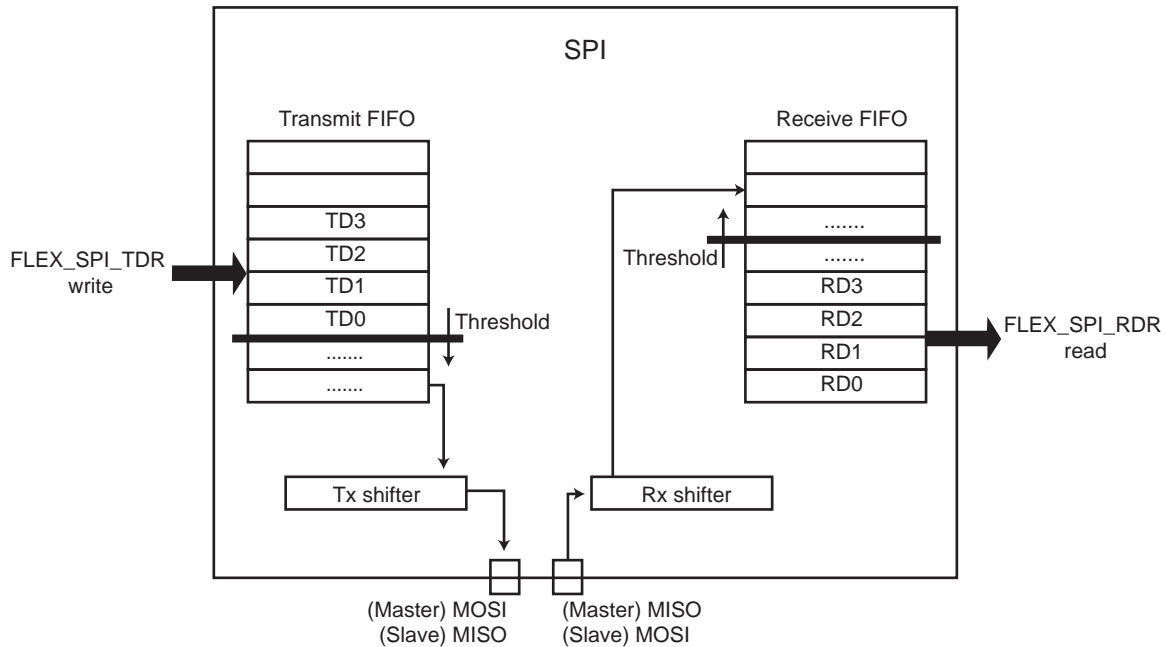 SPI
Transmit FIFO
TD3
TD2
TD1
TD0
.......
.......
Threshold
FLEX_SPI_TDR
write
Receive FIFO
.......
.......
RD3
RD2
RD1
RD0
Threshold
FLEX_SPI_RDR
read
Tx shifter
Rx shifter
(Master) MOSI
(Slave) MISO
(Master) MISO
(Slave) MOSI